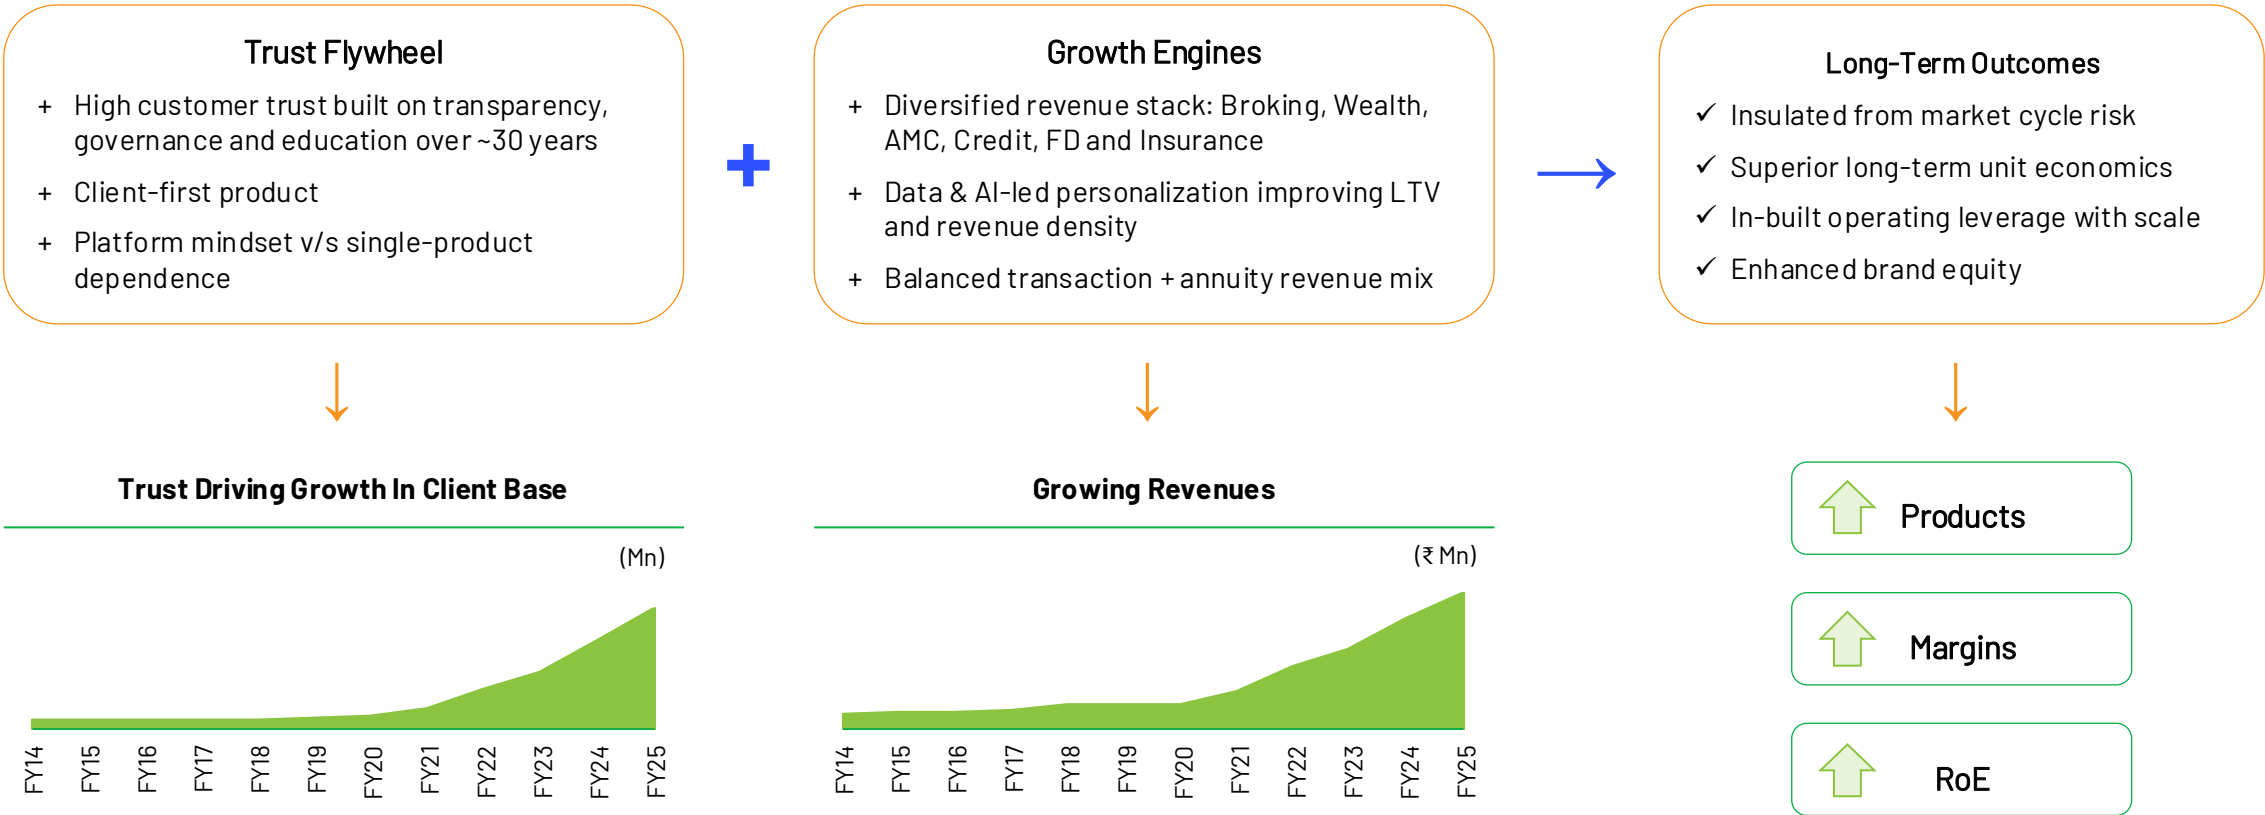 Trust Flywheel
+ High customer trust built on transparency,
governance and education over ~30 years
+ Client-first product
+ Platform mindset v/s single-product
dependence
+
Growth Engines
+ Diversified revenue stack: Broking, Wealth,
AMC, Credit, FD and Insurance
+ Data & AI-led personalization improving LTV
and revenue density
+ Balanced transaction + annuity revenue mix
Long-Term Outcomes
✓ Insulated from market cycle risk
✓ Superior long-term unit economics
✓ In-built operating leverage with scale
✓ Enhanced brand equity
Trust Driving Growth In Client Base
(Mn)
FY14
FY15
FY16
FY17
FY18
FY19
FY20
FY21
FY22
FY23
FY24
FY25
Growing Revenues
(₹ Mn)
FY14
FY15
FY16
FY17
FY18
FY19
FY20
FY21
FY22
FY23
FY24
FY25
Products
Margins
RoE